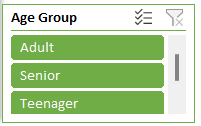 Age Group
Adult
Senior
Teenager